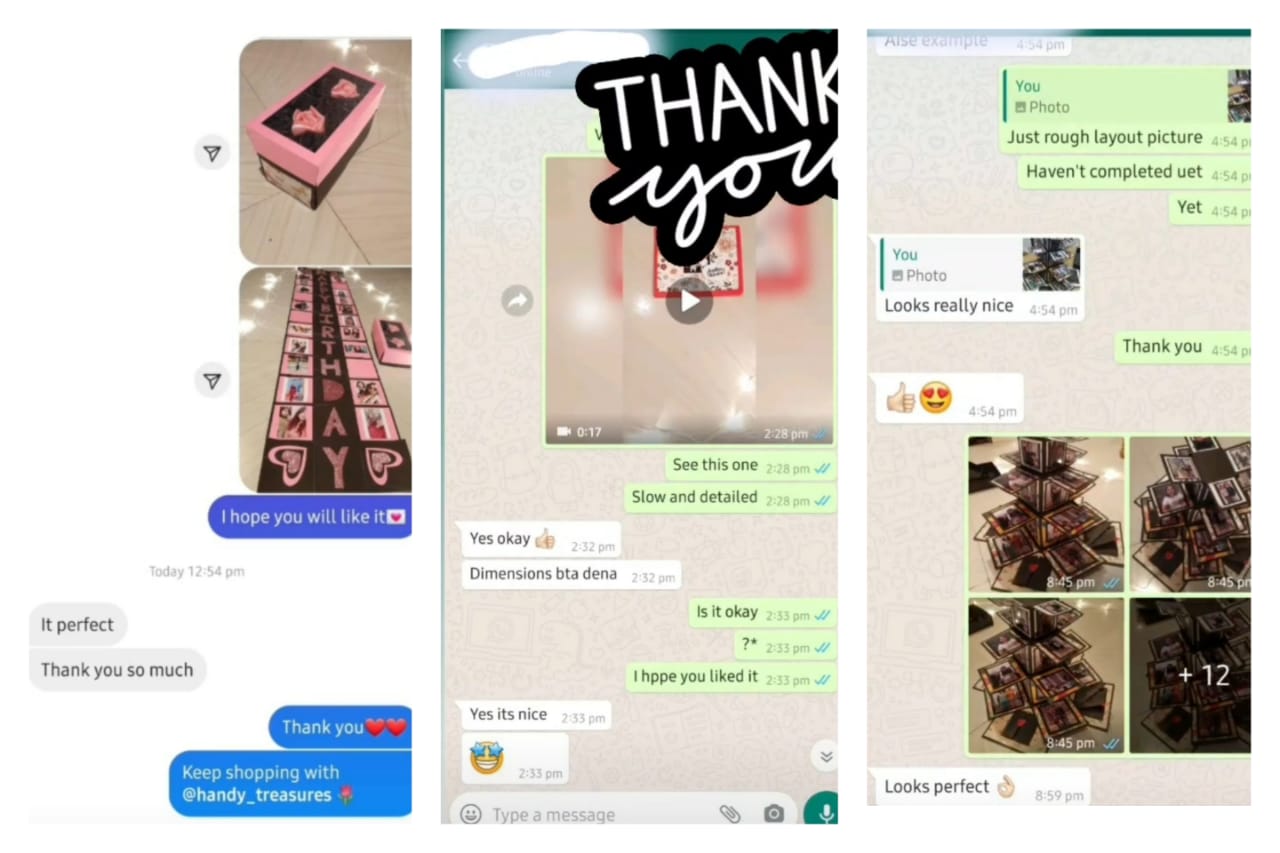 HAPPY BIRTHDAY
I hope you will like it💟
Today 12:54 pm
It perfect
Thank you so much
Thank you❤️❤️
Keep shopping with
@handy_treasures 🌹
online
THANK
you
0:17
2:28 pm
See this one 2:28 pm
Slow and detailed 2:28 pm
Yes okay 👍🏻 2:32 pm
Dimensions bta dena 2:32 pm
Is it okay 2:33 pm
?* 2:33 pm
I hppe you liked it 2:33 pm
Yes its nice 2:33 pm
🤩 2:33 pm
Type a message
Alse example 4:54 pm
You
Photo
Just rough layout picture 4:54 p
Haven't completed uet 4:54 p
Yet 4:54 p
You
Photo
Looks really nice 4:54 pm
Thank you 4:54 p
👍🏻😍 4:54 pm
8:45 pm
8:45 p
8:45 pm
+ 12
Looks perfect 👌🏻 8:59 pm